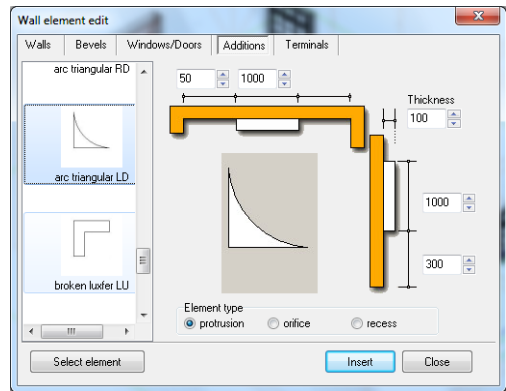 Wall element edit
Walls Bevels Windows/Doors Additions Terminals
arc triangular RD
arc triangular LD
broken luxfer LU
50 1000
Thickness
100
1000
300
Element type
protrusion orifice recess
Select element Insert Close